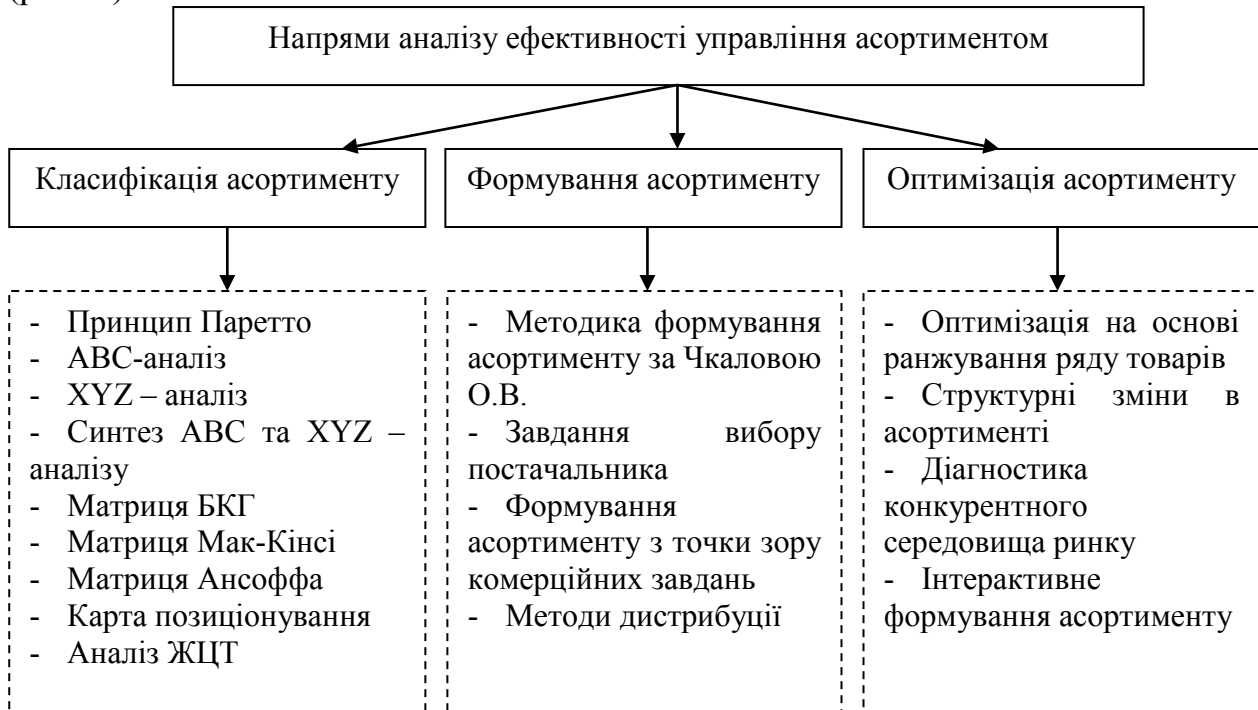 Напрями аналізу ефективності управління асортиментом
Класифікація асортименту
Формування асортименту
Оптимізація асортименту
- Принцип Паретто
- АВС-аналіз
- XYZ – аналіз
- Синтез АВС та XYZ –
аналізу
- Матриця БКГ
- Матриця Мак-Кінсі
- Матриця Ансоффа
- Карта позиціонування
- Аналіз ЖЦТ
- Методика формування
асортименту за Чкаловою
О.В.
- Завдання вибору
постачальника
- Формування
асортименту з точки зору
комерційних завдань
- Методи дистрибуції
- Оптимізація на основі
ранжування ряду товарів
- Структурні зміни в
асортименті
- Діагностика
конкурентного
середовища ринку
- Інтерактивне
формування асортименту